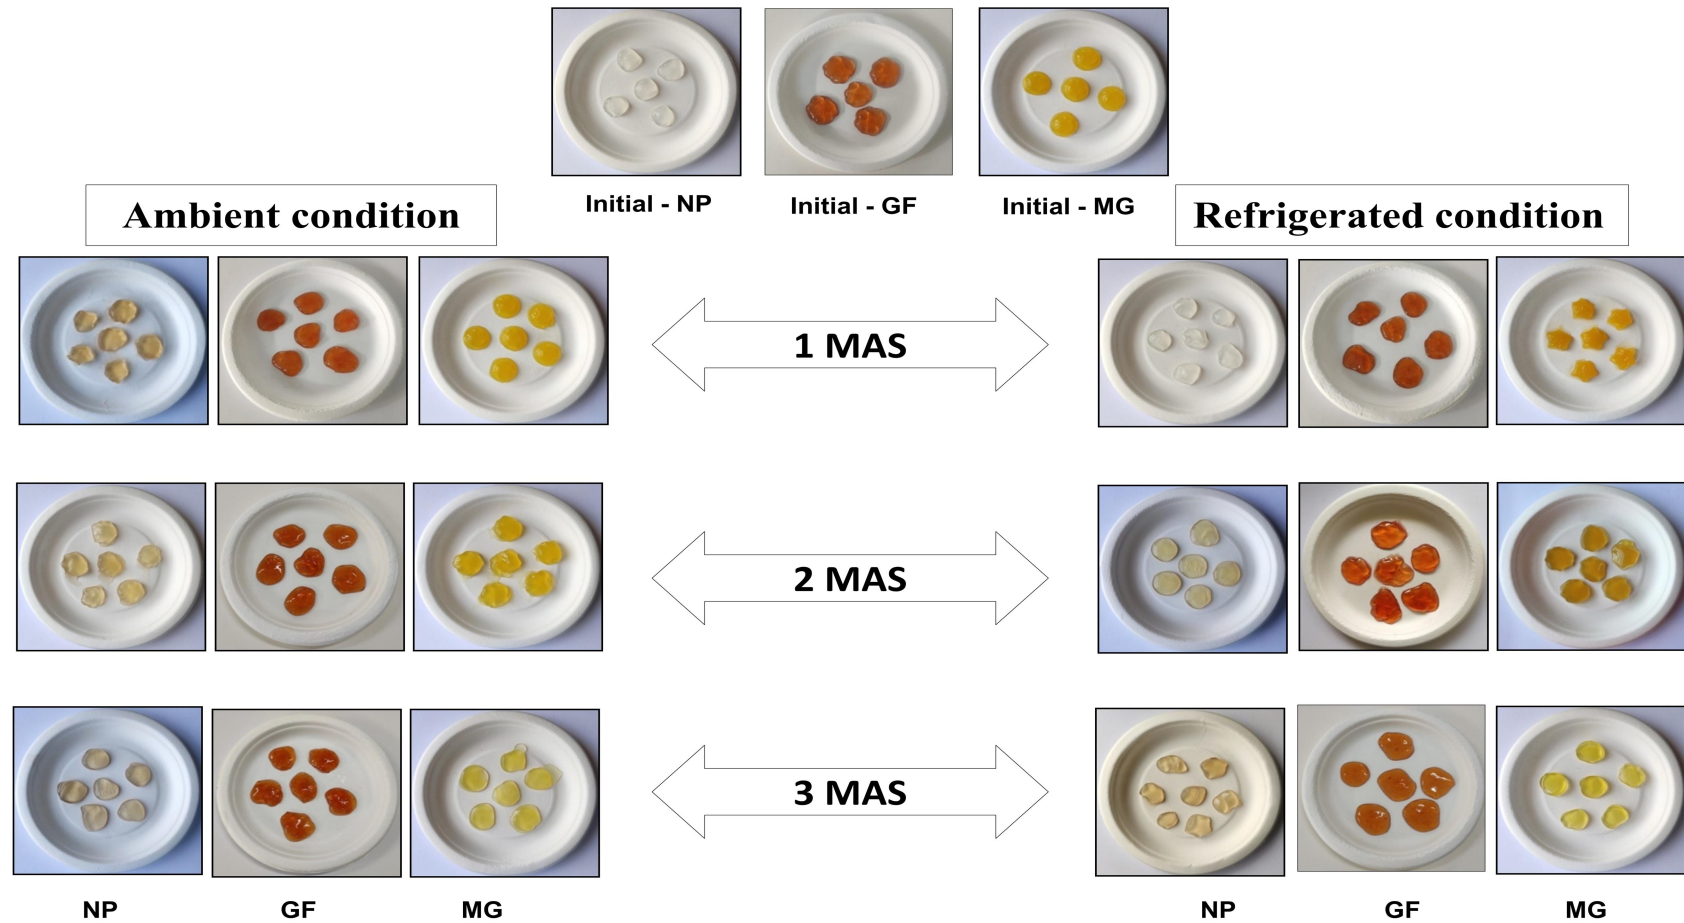 Initial - NP
Initial - GF
Initial - MG
Ambient condition
Refrigerated condition
1 MAS
2 MAS
3 MAS
NP
GF
MG
NP
GF
MG